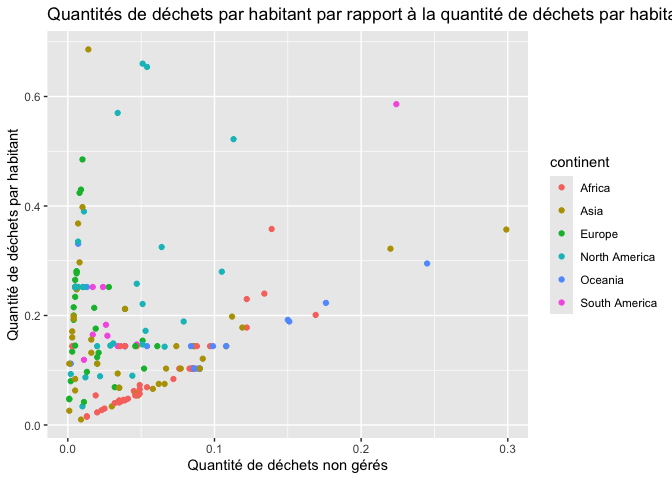 Quantités de déchets par habitant par rapport à la quantité de déchets par habita
Quantité de déchets par habitant
0.6
0.4
0.2
0.0
0.0
0.1
0.2
0.3
Quantité de déchets non gérés
continent
Africa
Asia
Europe
North America
Oceania
South America